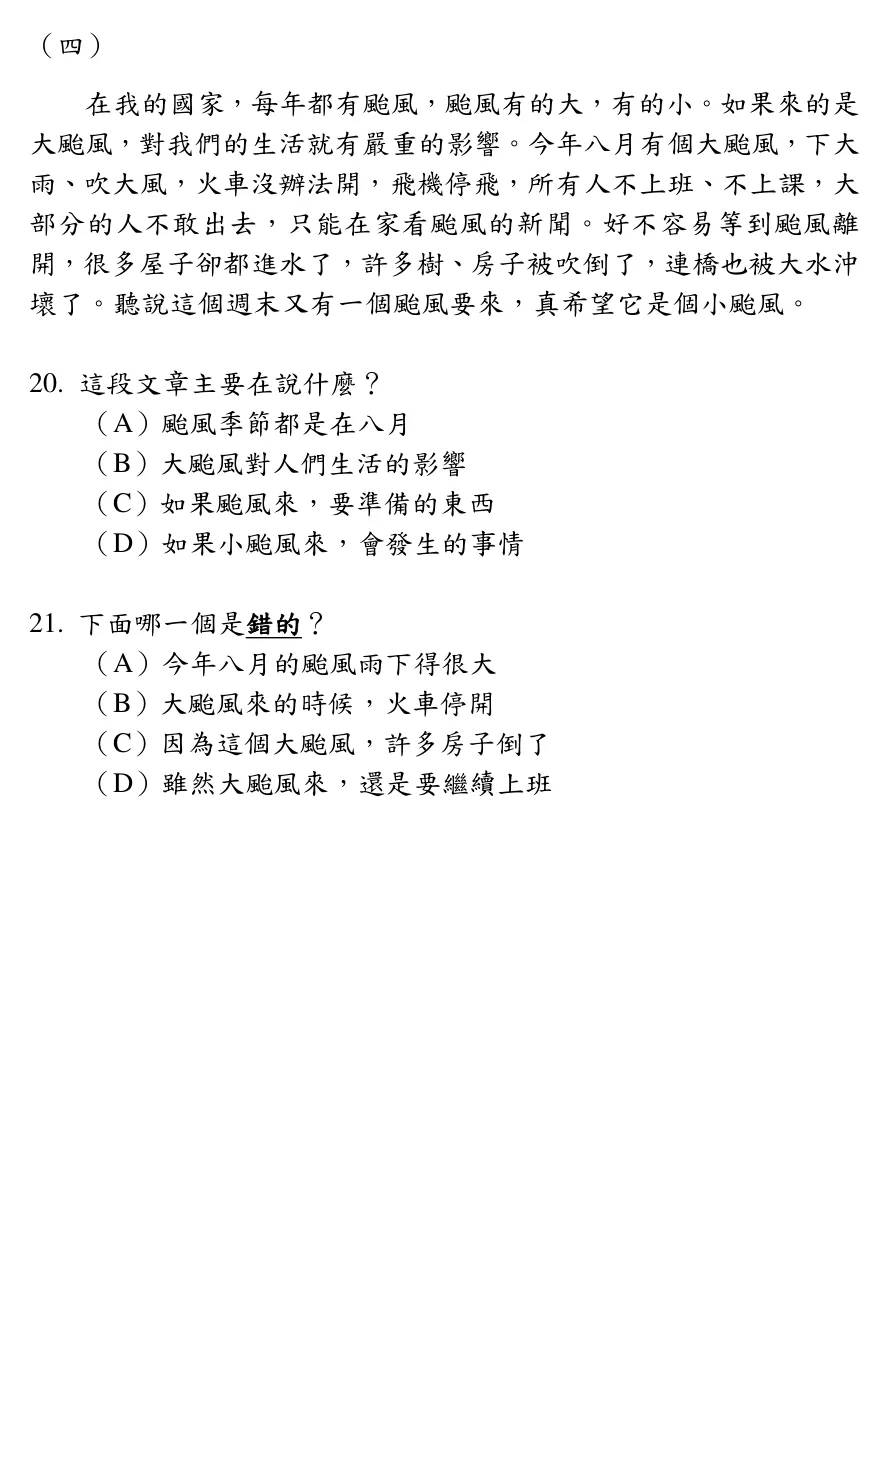 （四）
在我的國家，每年都有颱風，颱風有的大，有的小。如果來的是
大颱風，對我們的生活就有嚴重的影響。今年八月有個大颱風，下大
雨、吹大風，火車沒辦法開，飛機停飛，所有人不上班、不上課，大
部分的人不敢出去，只能在家看颱風的新聞。好不容易等到颱風離
開，很多屋子卻都進水了，許多樹、房子被吹倒了，連橋也被大水沖
壞了。聽說這個週末又有一個颱風要來，真希望它是個小颱風。
20. 這段文章主要在說什麼？
（A）颱風季節都是在八月
（B）大颱風對人們生活的影響
（C）如果颱風來，要準備的東西
（D）如果小颱風來，會發生的事情
21. 下面哪一個是錯的？
（A）今年八月的颱風雨下得很大
（B）大颱風來的時候，火車停開
（C）因為這個大颱風，許多房子倒了
（D）雖然大颱風來，還是要繼續上班